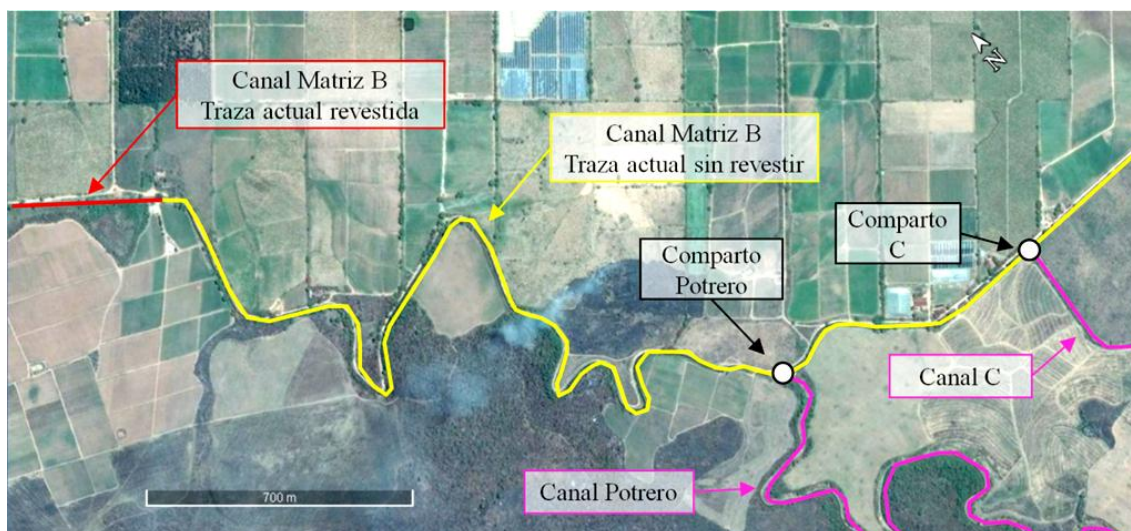 Canal Matriz B
Traza actual revestida
Canal Matriz B
Traza actual sin revestir
N
Comparto
C
Comparto
Potrero
Canal C
Canal Potrero
700 m